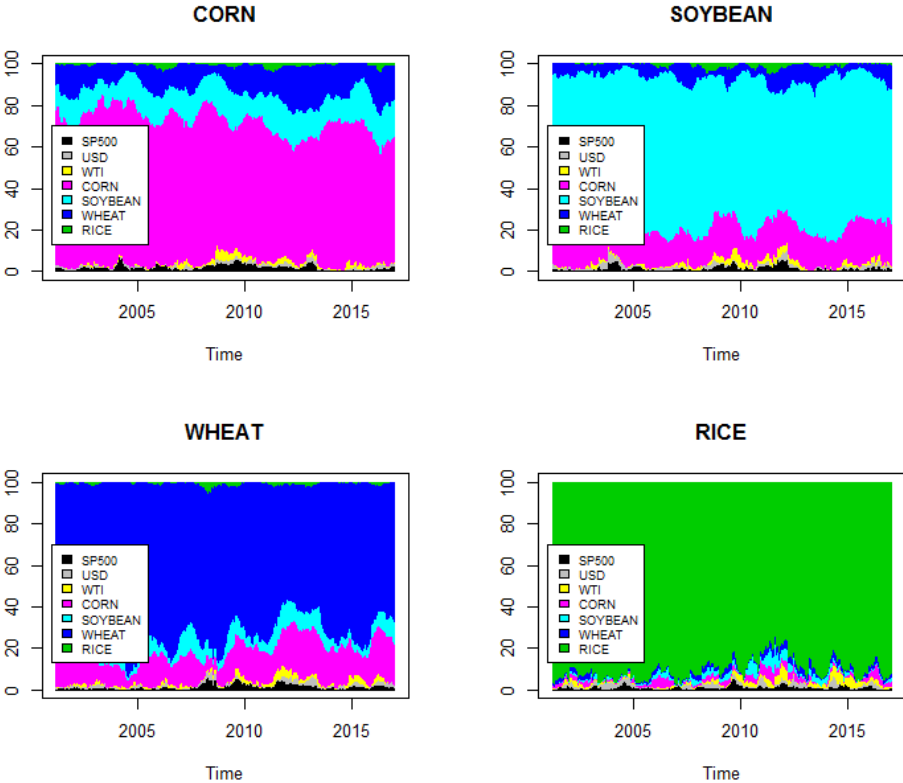 CORN
100
80
60
40
20
0
SP500
USD
WTI
CORN
SOYBEAN
WHEAT
RICE
2005 2010 2015
Time
SOYBEAN
100
80
60
40
20
0
SP500
USD
WTI
CORN
SOYBEAN
WHEAT
RICE
2005 2010 2015
Time
WHEAT
100
80
60
40
20
0
SP500
USD
WTI
CORN
SOYBEAN
WHEAT
RICE
2005 2010 2015
Time
RICE
100
80
60
40
20
0
SP500
USD
WTI
CORN
SOYBEAN
WHEAT
RICE
2005 2010 2015
Time